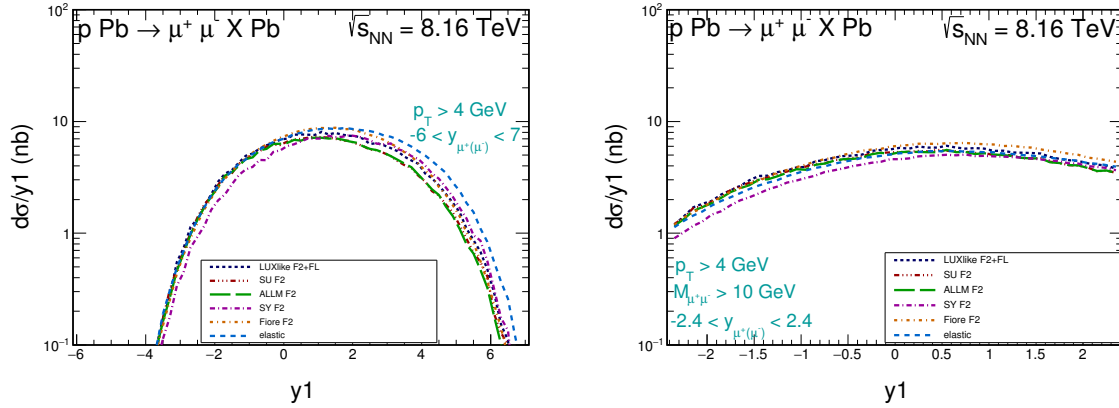 p Pb → μ⁺ μ⁻ X Pb √s_NN = 8.16 TeV
dσ/y1 (nb)
10²
10
1
10⁻¹
p_T > 4 GeV
-6 < y_μ⁺(μ⁻) < 7
LUXlike F2+FL
SU F2
ALLM F2
SY F2
Fiore F2
elastic
−6 −4 −2 0 2 4 6
y1
p Pb → μ⁺ μ⁻ X Pb √s_NN = 8.16 TeV
dσ/y1 (nb)
10²
10
1
10⁻¹
p_T > 4 GeV
M_μ⁺μ⁻ > 10 GeV
-2.4 < y_μ⁺(μ⁻) < 2.4
LUXlike F2+FL
SU F2
ALLM F2
SY F2
Fiore F2
elastic
−2 −1.5 −1 −0.5 0 0.5 1 1.5 2
y1